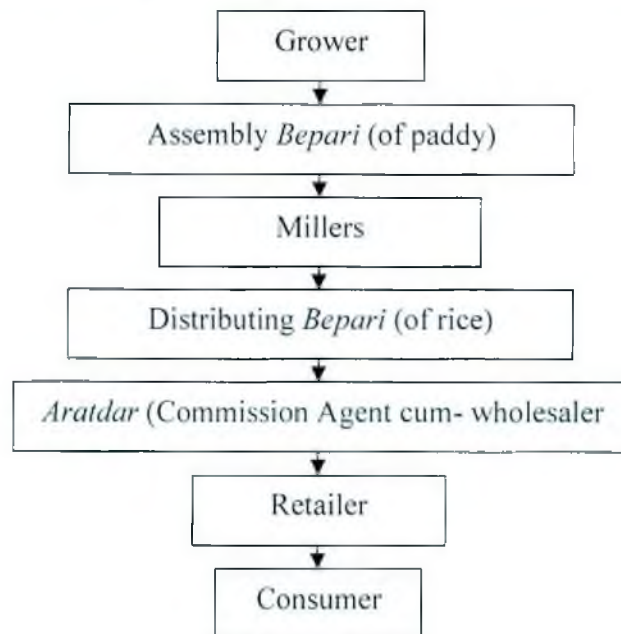 Grower
Assembly Bepari (of paddy)
Millers
Distributing Bepari (of rice)
Aratdar (Commission Agent cum- wholesaler
Retailer
Consumer